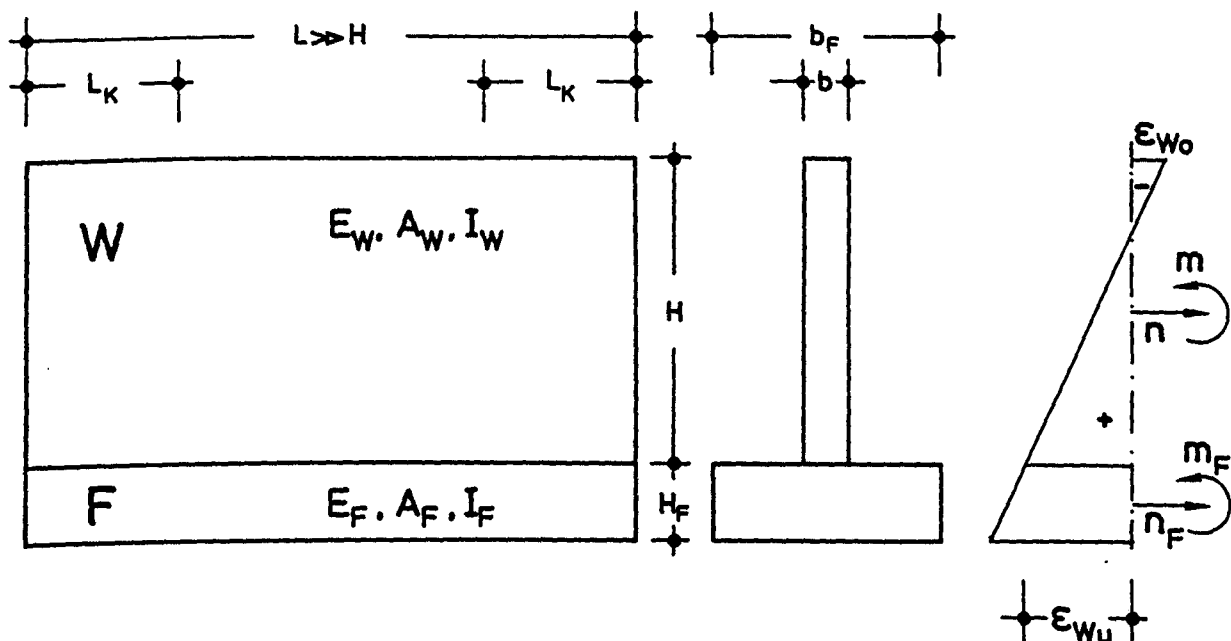 L≫H
b_F
L_K
L_K
b
ε_Wo
W
E_W, A_W, I_W
H
-
m
n
+
F
E_F, A_F, I_F
H_F
m_F
n_F
ε_Wu